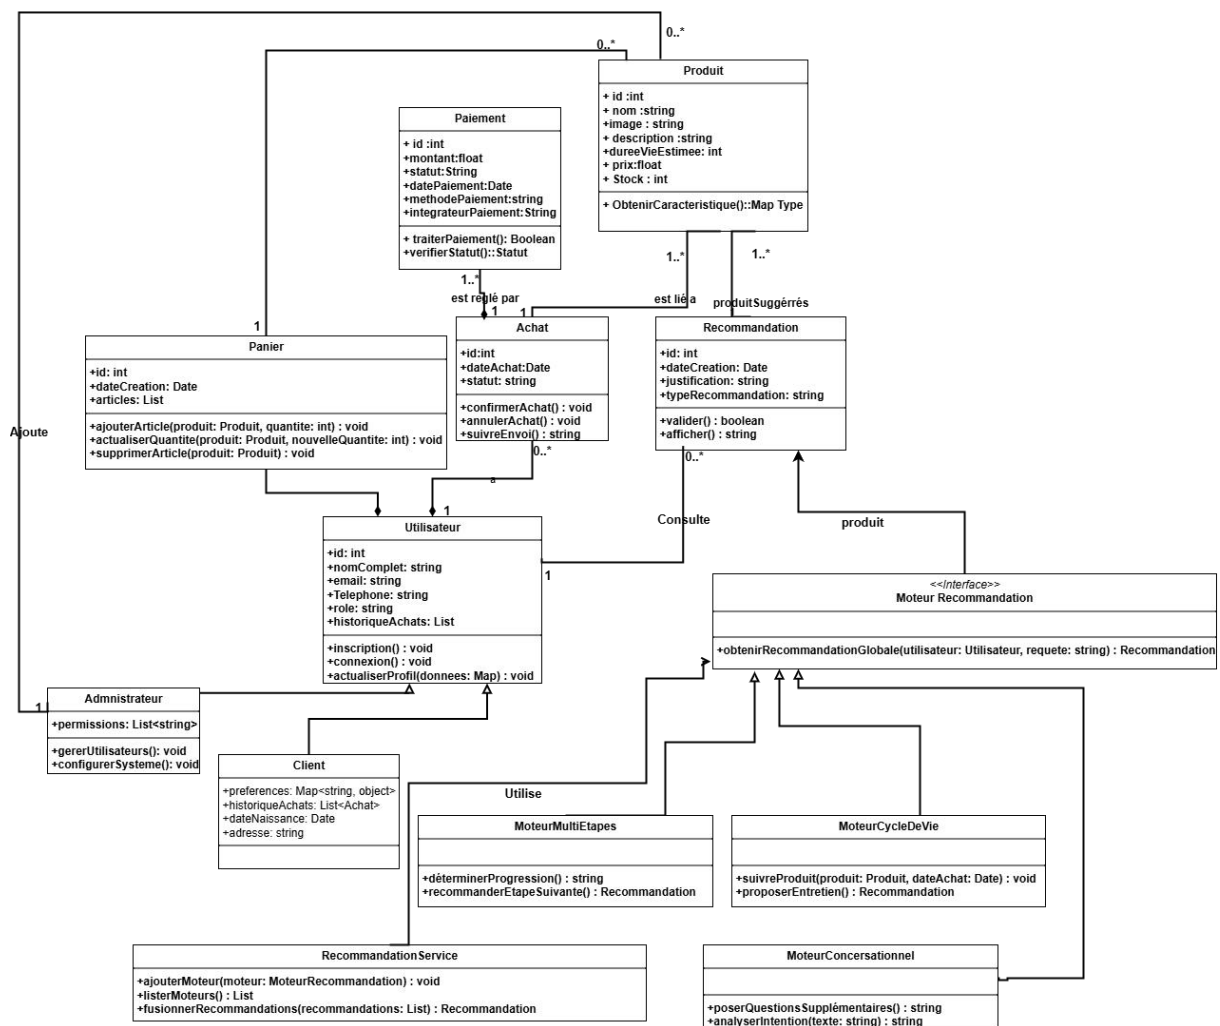 0..*
0..*
Produit
+ id :int
+ nom :string
+image : string
+ description :string
+dureeVieEstimee: int
+ prix:float
+ Stock : int
+ ObtenirCaracteristique()::Map Type
Paiement
+ id :int
+montant:float
+statut:String
+datePaiement:Date
+methodePaiement:string
+integrateurPaiement:String
+ traiterPaiement(): Boolean
+verifierStatut()::Statut
1..*
1..*
1..*
est réglé par
1
1
est lié a
produitSuggérrés
1
Panier
+id: int
+dateCreation: Date
+articles: List
+ajouterArticle(produit: Produit, quantite: int) : void
+actualiserQuantite(produit: Produit, nouvelleQuantite: int) : void
+supprimerArticle(produit: Produit) : void
Achat
+id:int
+dateAchat:Date
+statut: string
+confirmerAchat() : void
+annulerAchat() : void
+suivreEnvoi() : string
Recommandation
+id: int
+dateCreation: Date
+justification: string
+typeRecommandation: string
+valider() : boolean
+afficher() : string
Ajoute
0..*
0..*
a
1
Consulte
produit
1
Utilisateur
+id: int
+nomComplet: string
+email: string
+Telephone: string
+role: string
+historiqueAchats: List
+inscription() : void
+connexion() : void
+actualiserProfil(donnees: Map) : void
<<Interface>>
Moteur Recommandation
+obtenirRecommandationGlobale(utilisateur: Utilisateur, requete: string) : Recommandation
1
Admnistrateur
+permissions: List<string>
+gererUtilisateurs(): void
+configurerSysteme(): void
Client
+preferences: Map<string, object>
+historiqueAchats: List<Achat>
+dateNaissance: Date
+adresse: string
Utilise
MoteurMultiEtapes
+déterminerProgression() : string
+recommanderEtapeSuivante() : Recommandation
MoteurCycleDeVie
+suivreProduit(produit: Produit, dateAchat: Date) : void
+proposerEntretien() : Recommandation
RecommandationService
+ajouterMoteur(moteur: MoteurRecommandation) : void
+listerMoteurs() : List
+fusionnerRecommandations(recommandations: List) : Recommandation
MoteurConcersationnel
+poserQuestionsSupplémentaires() : string
+analyserIntention(texte: string) : string